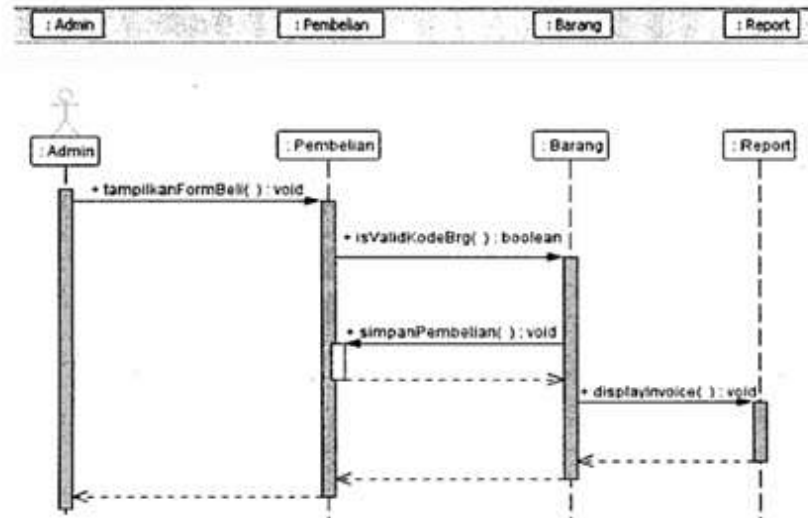 : Admin
: Pembelian
: Barang
: Report
: Admin
: Pembelian
: Barang
: Report
+ tampilkanFormBeli( ) : void
+ isValidKodeBrg( ) : boolean
+ simpanPembelian( ) : void
+ displayInvoice( ) : void